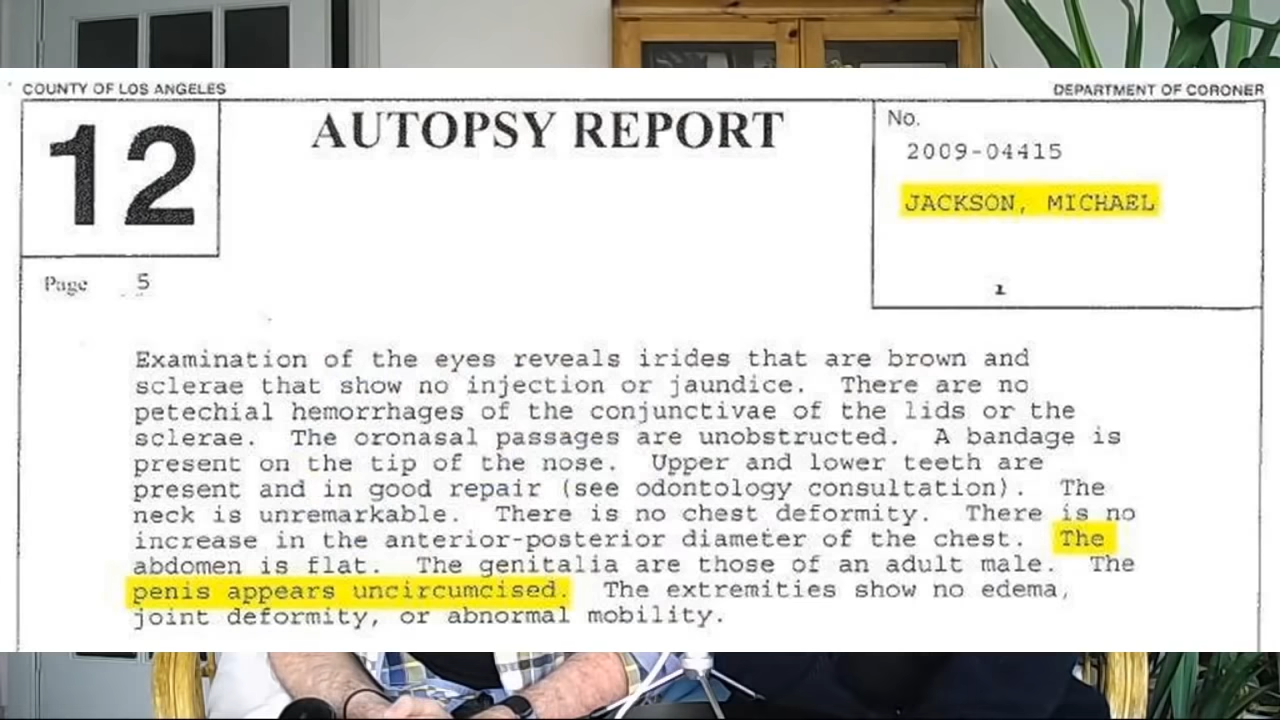 COUNTY OF LOS ANGELES
DEPARTMENT OF CORONER
12
AUTOPSY REPORT
No.
2009-04415
JACKSON, MICHAEL
1
Page 5
Examination of the eyes reveals irides that are brown and
sclerae that show no injection or jaundice. There are no
petechial hemorrhages of the conjunctivae of the lids or the
sclerae. The oronasal passages are unobstructed. A bandage is
present on the tip of the nose. Upper and lower teeth are
present and in good repair (see odontology consultation). The
neck is unremarkable. There is no chest deformity. There is no
increase in the anterior-posterior diameter of the chest. The
abdomen is flat. The genitalia are those of an adult male. The
penis appears uncircumcised. The extremities show no edema,
joint deformity, or abnormal mobility.